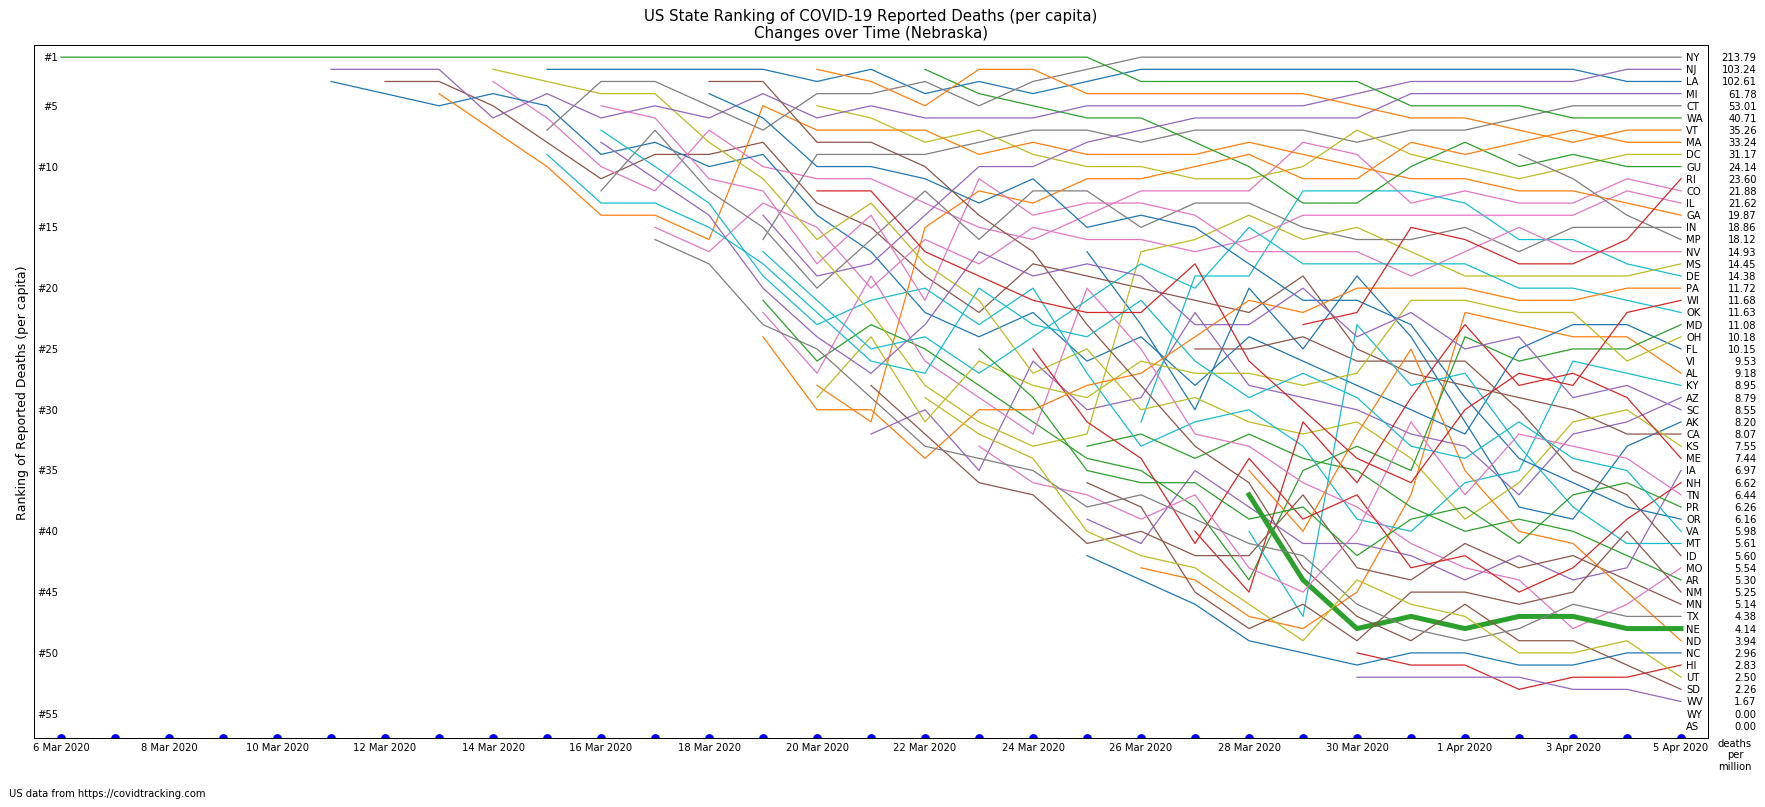 US State Ranking of COVID-19 Reported Deaths (per capita)
Changes over Time (Nebraska)
Ranking of Reported Deaths (per capita)
#1
#5
#10
#15
#20
#25
#30
#35
#40
#45
#50
#55
NY 213.79
NJ 103.24
LA 102.61
MI 61.78
CT 53.01
WA 40.71
VT 35.26
MA 33.24
DC 31.17
GU 24.14
RI 23.60
CO 21.88
IL 21.62
GA 19.87
IN 18.86
MP 18.12
NV 14.93
MS 14.45
DE 14.38
PA 11.72
WI 11.68
OK 11.63
MD 11.08
OH 10.18
FL 10.15
VI 9.53
AL 9.18
KY 8.95
AZ 8.79
SC 8.55
AK 8.20
CA 8.07
KS 7.55
ME 7.44
IA 6.97
NH 6.62
TN 6.44
PR 6.26
OR 6.16
VA 5.98
MT 5.61
ID 5.60
MO 5.54
AR 5.30
NM 5.25
MN 5.14
TX 4.38
NE 4.14
ND 3.94
NC 2.96
HI 2.83
UT 2.50
SD 2.26
WV 1.67
WY 0.00
AS 0.00
6 Mar 2020 8 Mar 2020 10 Mar 2020 12 Mar 2020 14 Mar 2020 16 Mar 2020 18 Mar 2020 20 Mar 2020 22 Mar 2020 24 Mar 2020 26 Mar 2020 28 Mar 2020 30 Mar 2020 1 Apr 2020 3 Apr 2020 5 Apr 2020
deaths
per
million
US data from https://covidtracking.com